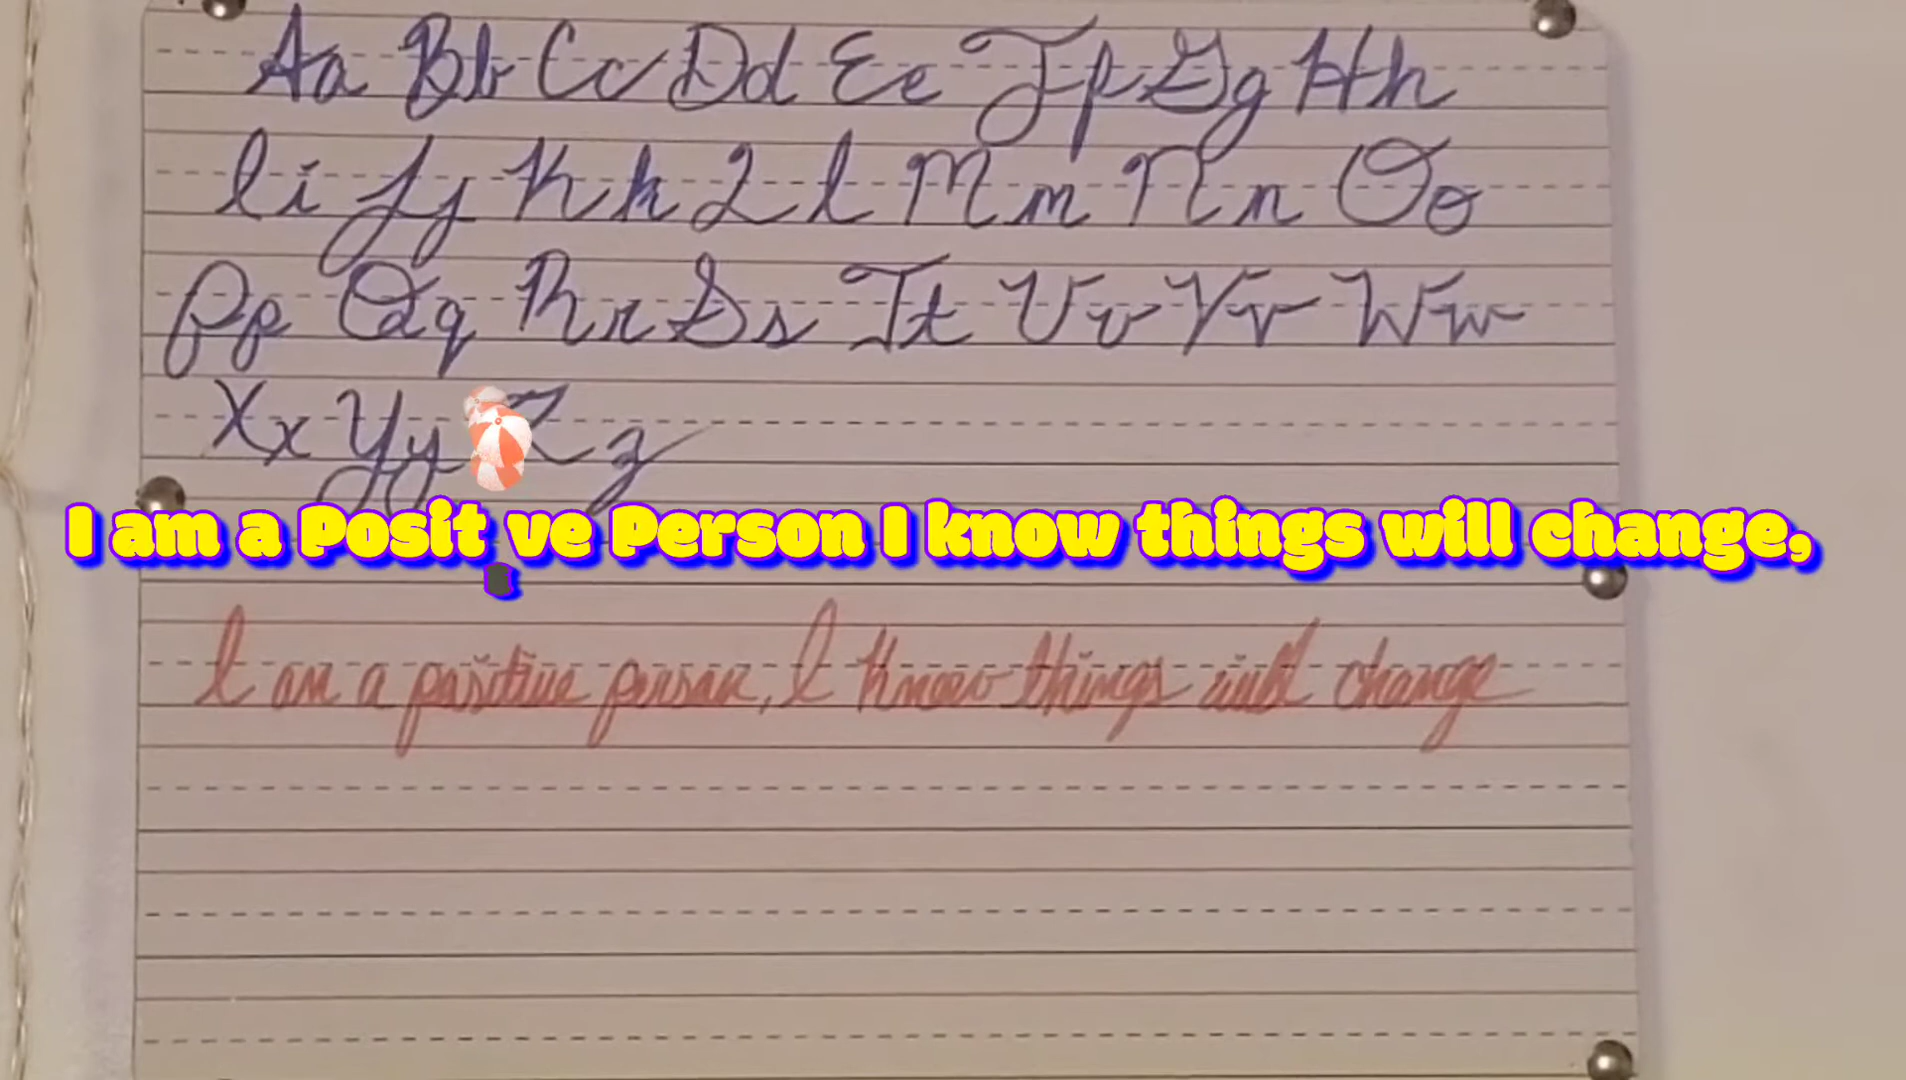 Aa Bb Cc Dd Ee Ff Gg Hh
Ii Jj Kk Ll Mm Nn Oo
Pp Qq Rr Ss Tt Uu Vv Ww
Xx Yy Zz
I am a Posit ve Person I know things will change,
I am a positive person, I know things will change